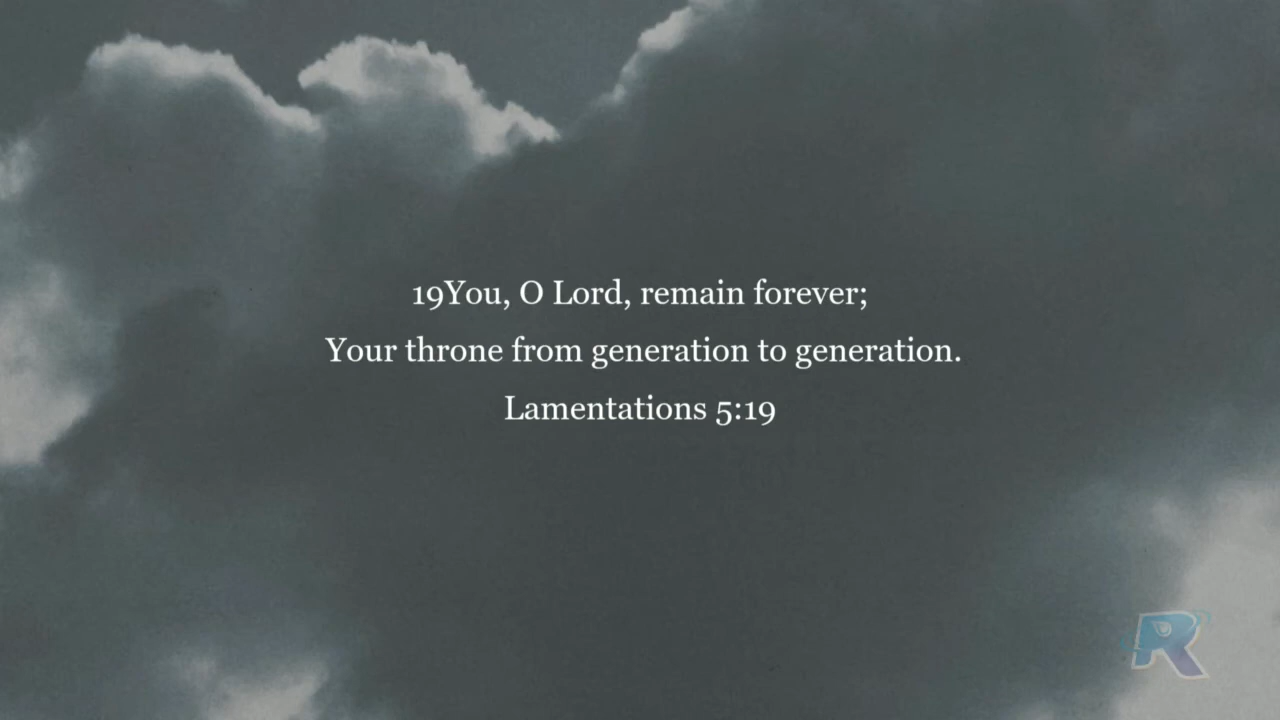 19You, O Lord, remain forever;
Your throne from generation to generation.
Lamentations 5:19
R